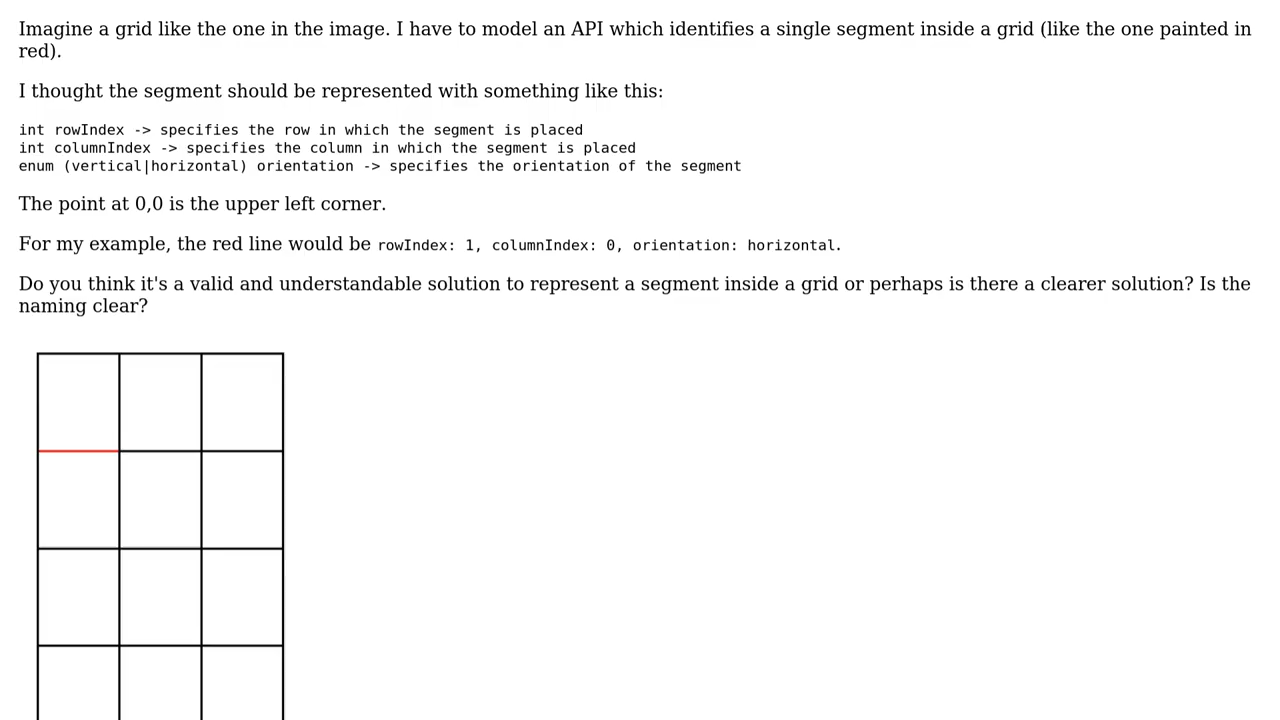 Imagine a grid like the one in the image. I have to model an API which identifies a single segment inside a grid (like the one painted in
red).
I thought the segment should be represented with something like this:
int rowIndex -> specifies the row in which the segment is placed
int columnIndex -> specifies the column in which the segment is placed
enum (vertical|horizontal) orientation -> specifies the orientation of the segment
The point at 0,0 is the upper left corner.
For my example, the red line would be rowIndex: 1, columnIndex: 0, orientation: horizontal.
Do you think it's a valid and understandable solution to represent a segment inside a grid or perhaps is there a clearer solution? Is the
naming clear?